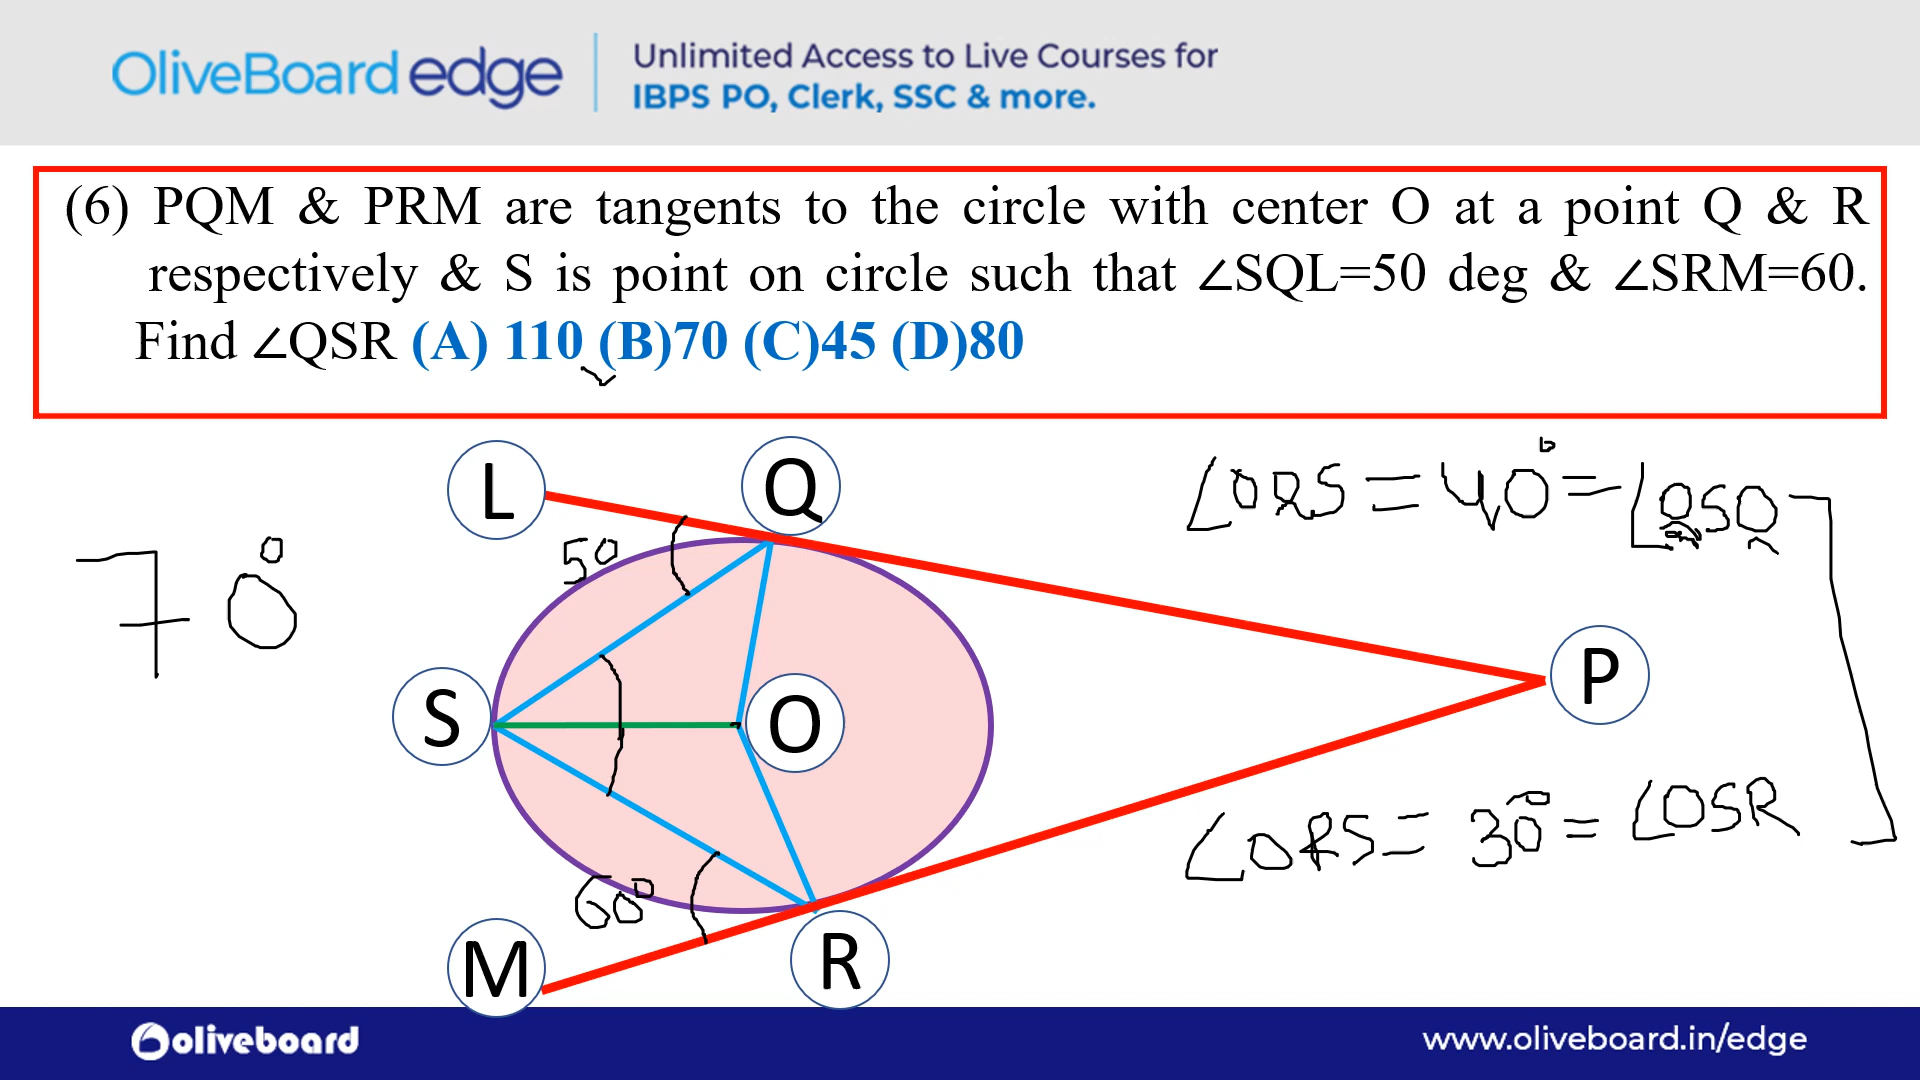 OliveBoard edge
Unlimited Access to Live Courses for
IBPS PO, Clerk, SSC & more.
(6) PQM & PRM are tangents to the circle with center O at a point Q & R
respectively & S is point on circle such that ∠SQL=50 deg & ∠SRM=60.
Find ∠QSR (A) 110 (B)70 (C)45 (D)80
L
Q
50
70°
S
O
P
∠ORS = 40° = ∠OSQ
∠ORS = 30° = ∠OSR
60°
M
R
oliveboard
www.oliveboard.in/edge